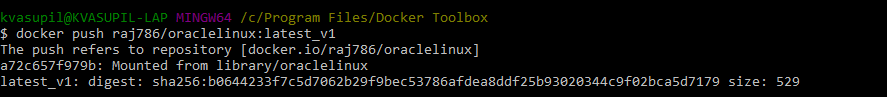 kvasupil@KVASUPIL-LAP MINGW64 /c/Program Files/Docker Toolbox
$ docker push raj786/oraclelinux:latest_v1
The push refers to repository [docker.io/raj786/oraclelinux]
a72c657f979b: Mounted from library/oraclelinux
latest_v1: digest: sha256:b0644233f7c5d7062b29f9bec53786afdea8ddf25b93020344c9f02bca5d7179 size: 529